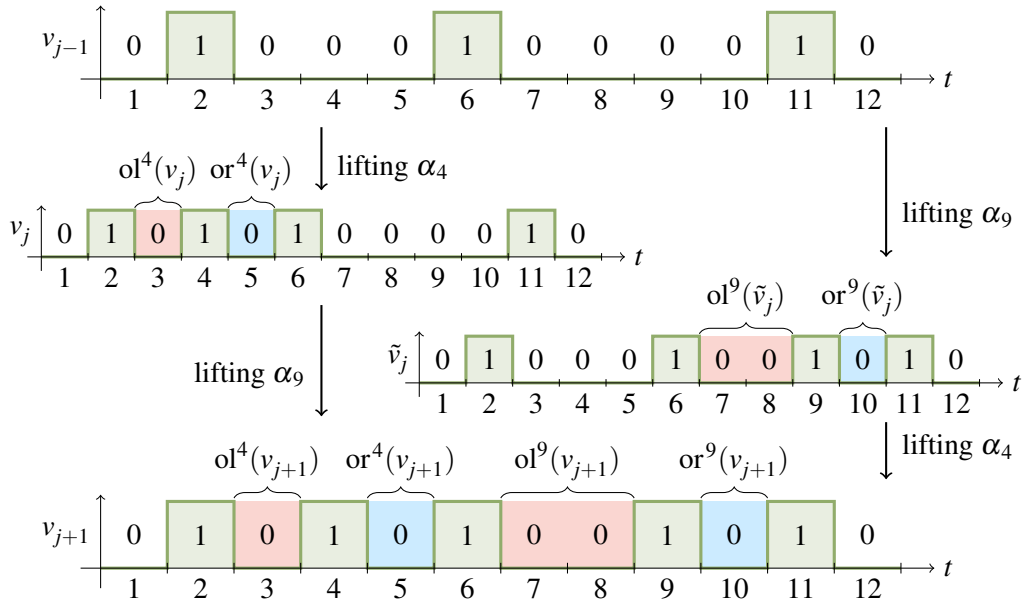 v_{j−1} 0 1 0 0 0 1 0 0 0 0 1 0 t
1 2 3 4 5 6 7 8 9 10 11 12
ol^4(v_j) or^4(v_j) lifting α_4
lifting α_9
v_j 0 1 0 1 0 1 0 0 0 0 1 0 t
1 2 3 4 5 6 7 8 9 10 11 12
ol^9(ṽ_j) or^9(ṽ_j)
lifting α_9
ṽ_j 0 1 0 0 0 1 0 0 1 0 1 0 t
1 2 3 4 5 6 7 8 9 10 11 12
ol^4(v_{j+1}) or^4(v_{j+1}) ol^9(v_{j+1}) or^9(v_{j+1}) lifting α_4
v_{j+1} 0 1 0 1 0 1 0 0 1 0 1 0 t
1 2 3 4 5 6 7 8 9 10 11 12